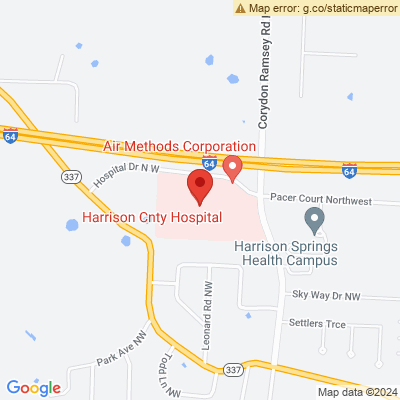 Map error: g.co/staticmaperror
Corydon Ramsey Rd
64
Air Methods Corporation
64
64
337
Hospital Dr NW
Pacer Court Northwest
Harrison Cnty Hospital
Harrison Springs
Health Campus
Leonard Rd NW
Sky Way Dr NW
Settlers Trce
Park Ave NW
Todd Ln NW
337
Google
Map data ©2024